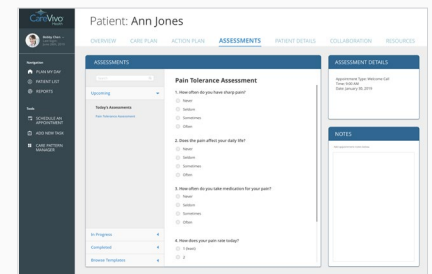 CareVivo
Health
Patient: Ann Jones
OVERVIEW
CARE PLAN
ACTION PLAN
ASSESSMENTS
PATIENT DETAILS
COLLABORATION
RESOURCES
Navigation
PLAN MY DAY
PATIENT LIST
REPORTS
Tools
SCHEDULE AN
APPOINTMENT
ADD NEW TASK
CARE PATTERN
MANAGER
ASSESSMENTS
Upcoming
Today's Assessments
Pain Tolerance Assessment
In Progress
Completed
Browse Templates
Pain Tolerance Assessment
1. How often do you have sharp pain?
Never
Seldom
Sometimes
Often
2. Does the pain affect your daily life?
Never
Seldom
Sometimes
Often
3. How often do you take medication for your pain?
Never
Seldom
Sometimes
Often
4. How does your pain rate today?
1 (least)
2
ASSESSMENT DETAILS
Appointment Type: Welcome Call
Time: 9:00 AM
Date: January 30, 2019
NOTES